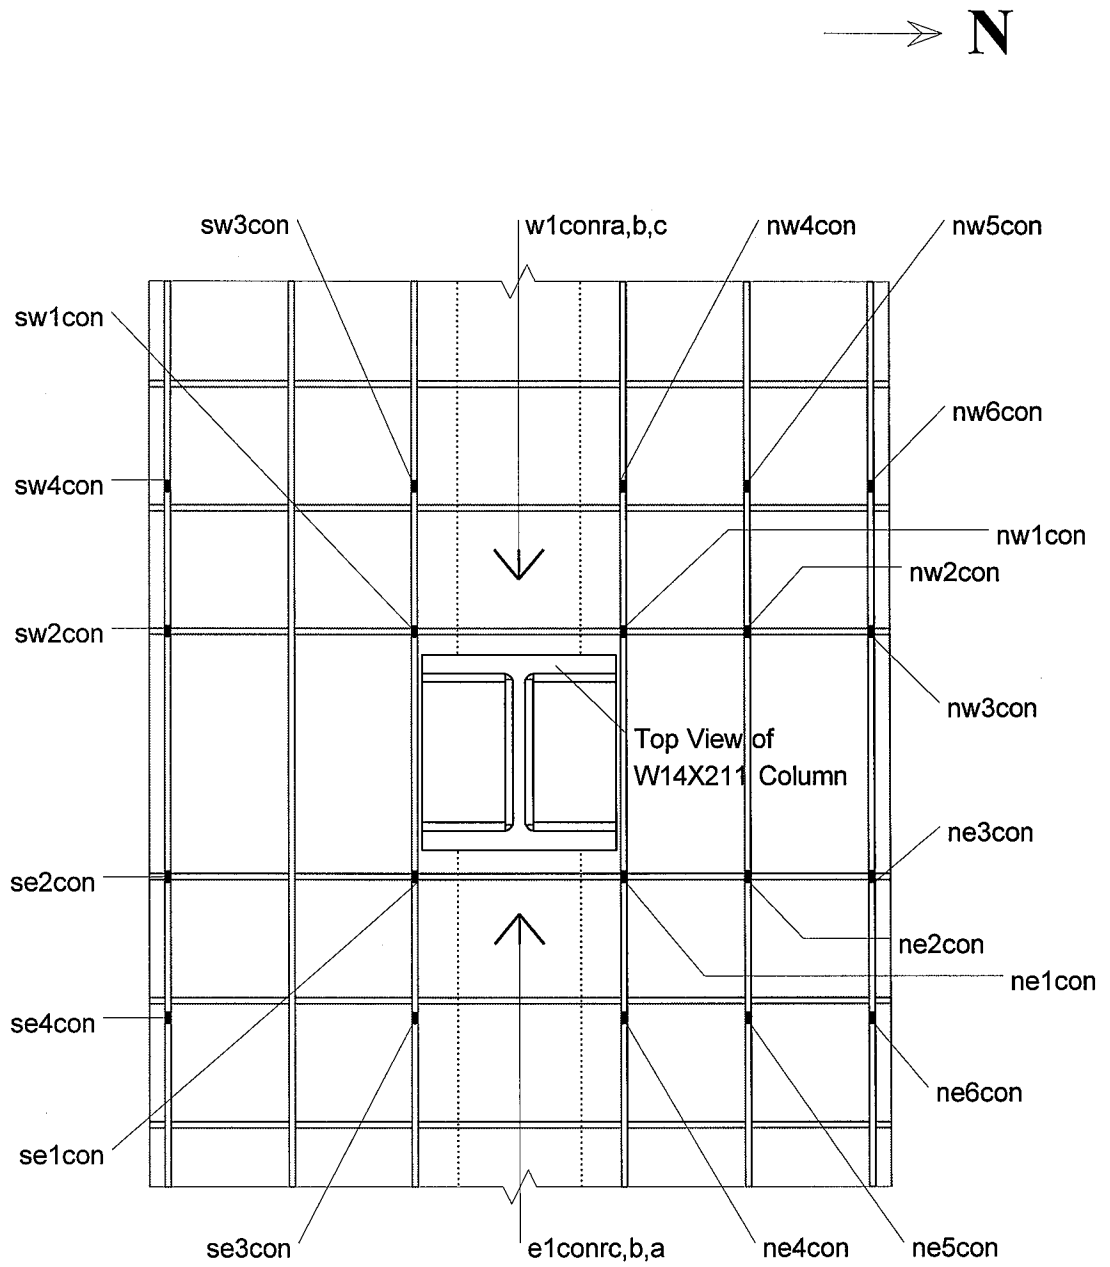 N
sw3con
w1conra,b,c
nw4con
nw5con
sw1con
nw6con
sw4con
nw1con
nw2con
sw2con
nw3con
Top View of
W14X211 Column
ne3con
se2con
ne2con
ne1con
se4con
ne6con
se1con
se3con
e1conrc,b,a
ne4con
ne5con